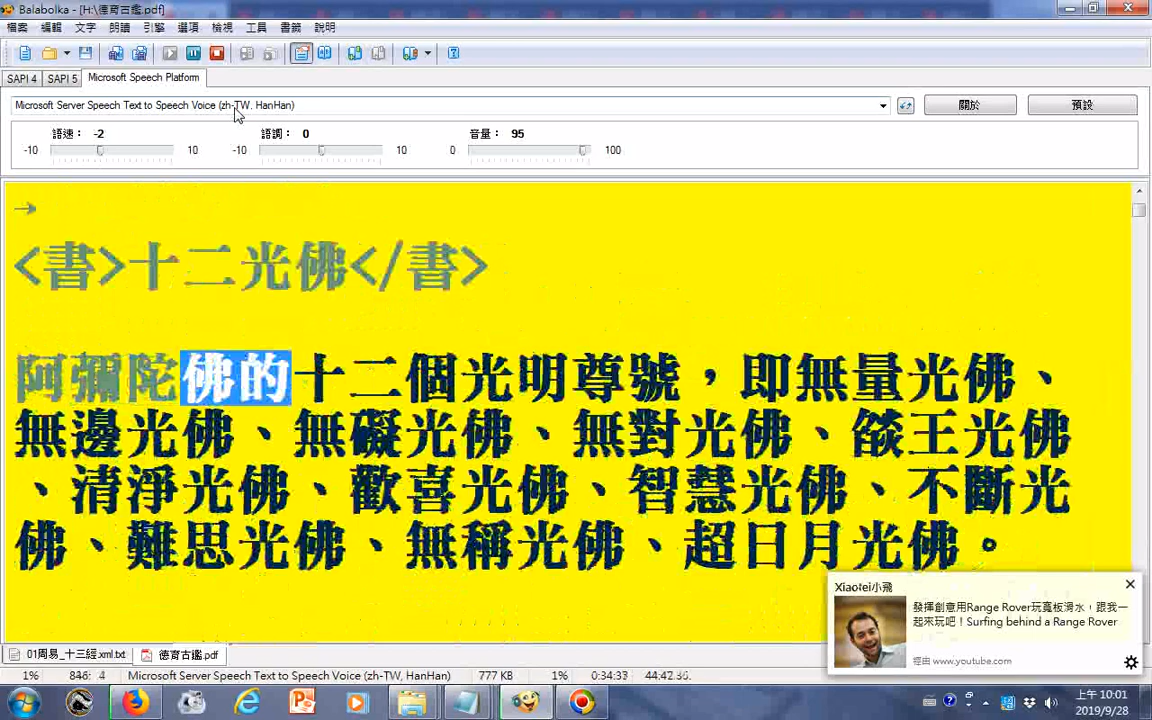 Balabolka - [H:\德育古鑑.pdf]
檔案 編輯 文字 朗讀 引擎 選項 檢視 工具 書籤 說明
SAPI 4 SAPI 5 Microsoft Speech Platform
Microsoft Server Speech Text to Speech Voice (zh-TW, HanHan)
關於 預設
語速： -2 語調： 0 音量： 95
-10 10 -10 10 0 100
→
<書>十二光佛</書>
阿彌陀佛的十二個光明尊號，即無量光佛、
無邊光佛、無礙光佛、無對光佛、燄王光佛
、清淨光佛、歡喜光佛、智慧光佛、不斷光
佛、難思光佛、無稱光佛、超日月光佛。
Xiaofei小飛
發揮創意用Range Rover玩寬板滑水，跟我一
起來玩吧！Surfing behind a Range Rover
經由 www.youtube.com
01周易_十三經.xml.txt 德育古鑑.pdf
1% 846: 4 Microsoft Server Speech Text to Speech Voice (zh-TW, HanHan) 777 KB 1% 0:34:33 44:42:36.
上午 10:01
2019/9/28